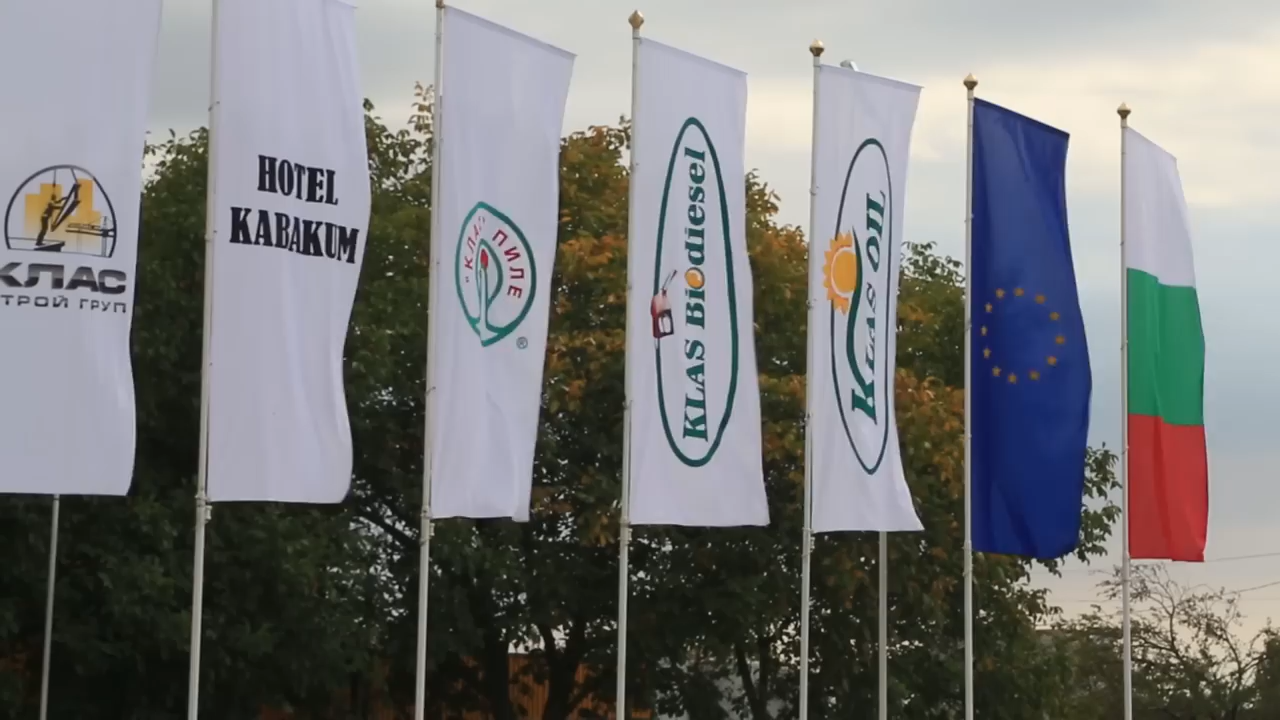 КЛАС
ТРОЙ ГРУП
HOTEL
KABAKUM
"КЛАС ПИЛЕ
®
KLAS Biodiesel
KLAS OIL